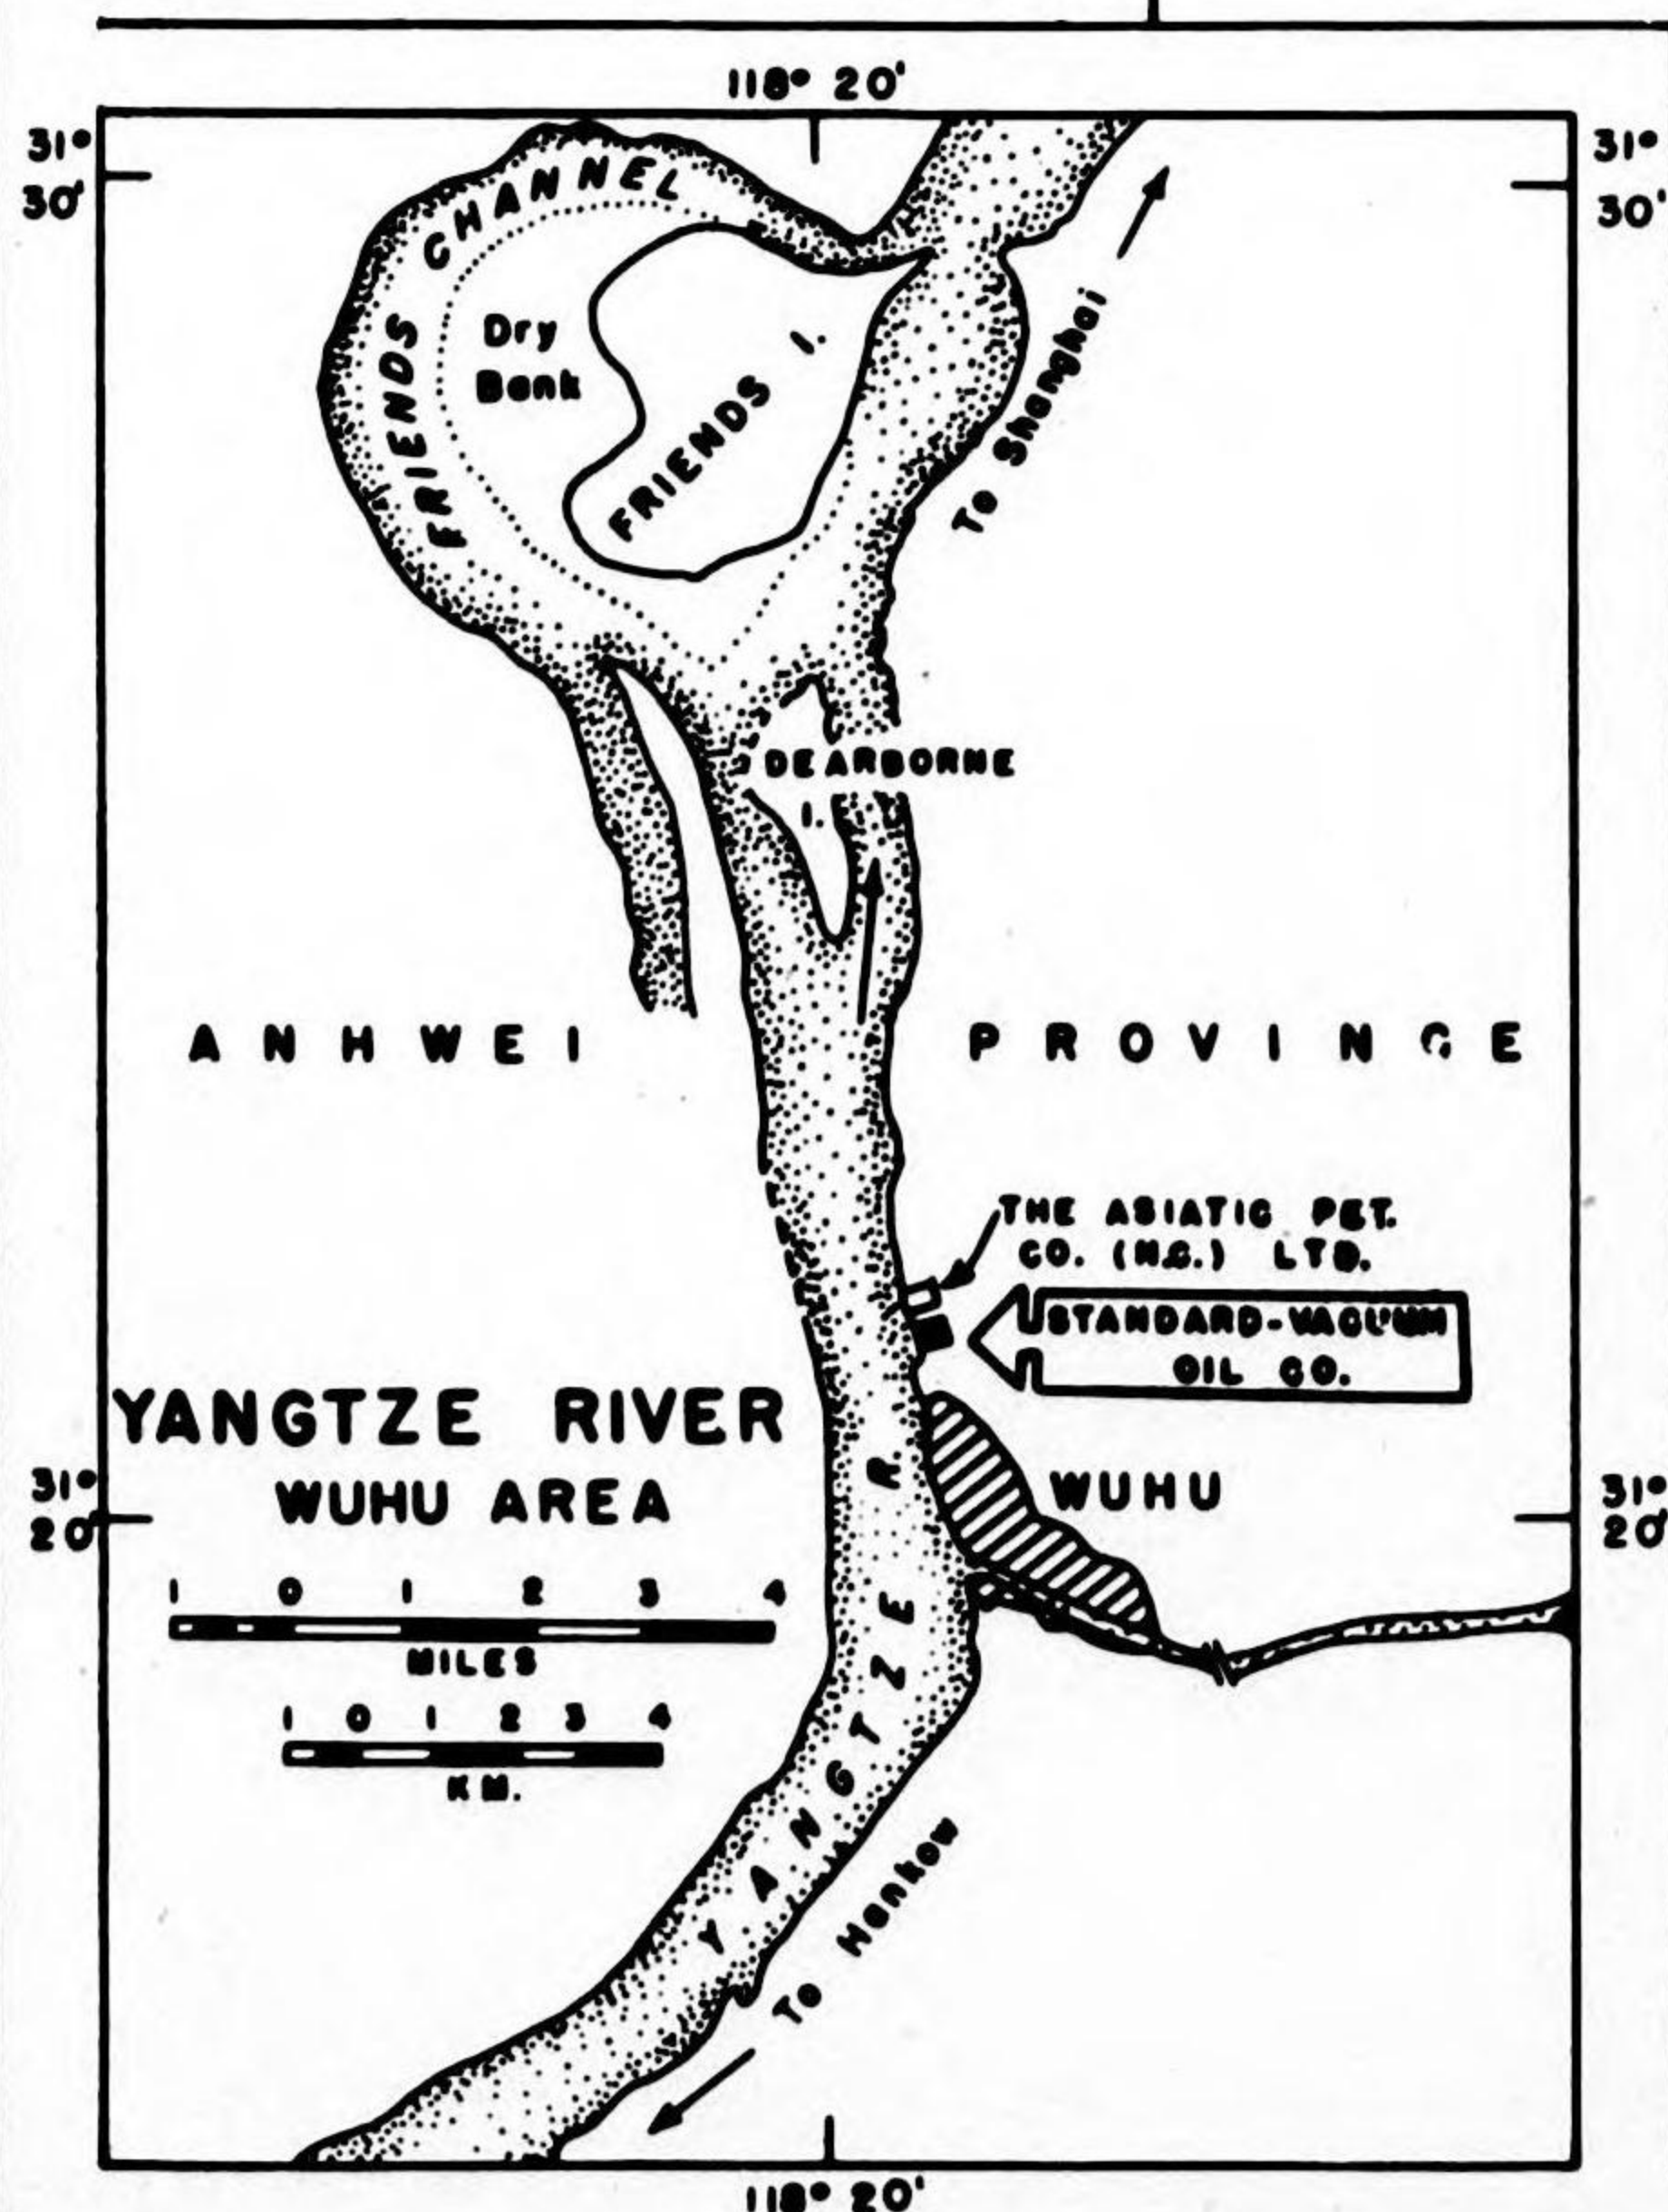 118° 20'
31°
30'
31°
30'
FRIENDS CHANNEL
Dry
Bank
FRIENDS I.
To Shanghai
DEARBORNE
I.
ANHWEI PROVINCE
THE ASIATIC PET.
CO. (N.C.) LTD.
STANDARD-VACUUM
OIL CO.
YANGTZE RIVER
WUHU AREA
WUHU
31°
20'
31°
20'
1 0 1 2 3 4
MILES
1 0 1 2 3 4
KM.
YANGTZE R
To Hankow
118° 20'